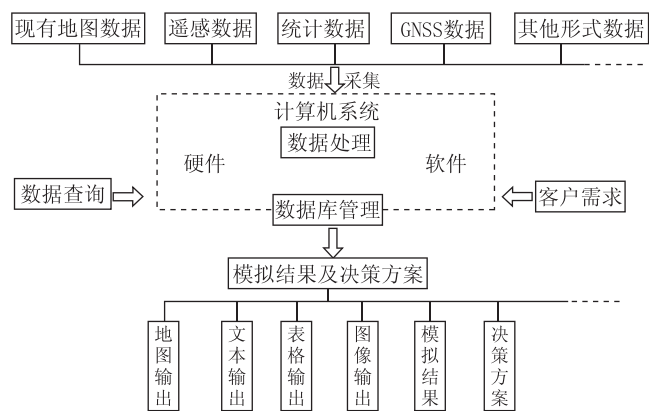 现有地图数据
遥感数据
统计数据
GNSS数据
其他形式数据
数据 采集
计算机系统
数据处理
硬件
软件
数据查询
客户需求
数据库管理
模拟结果及决策方案
地图输出
文本输出
表格输出
图像输出
模拟结果
决策方案